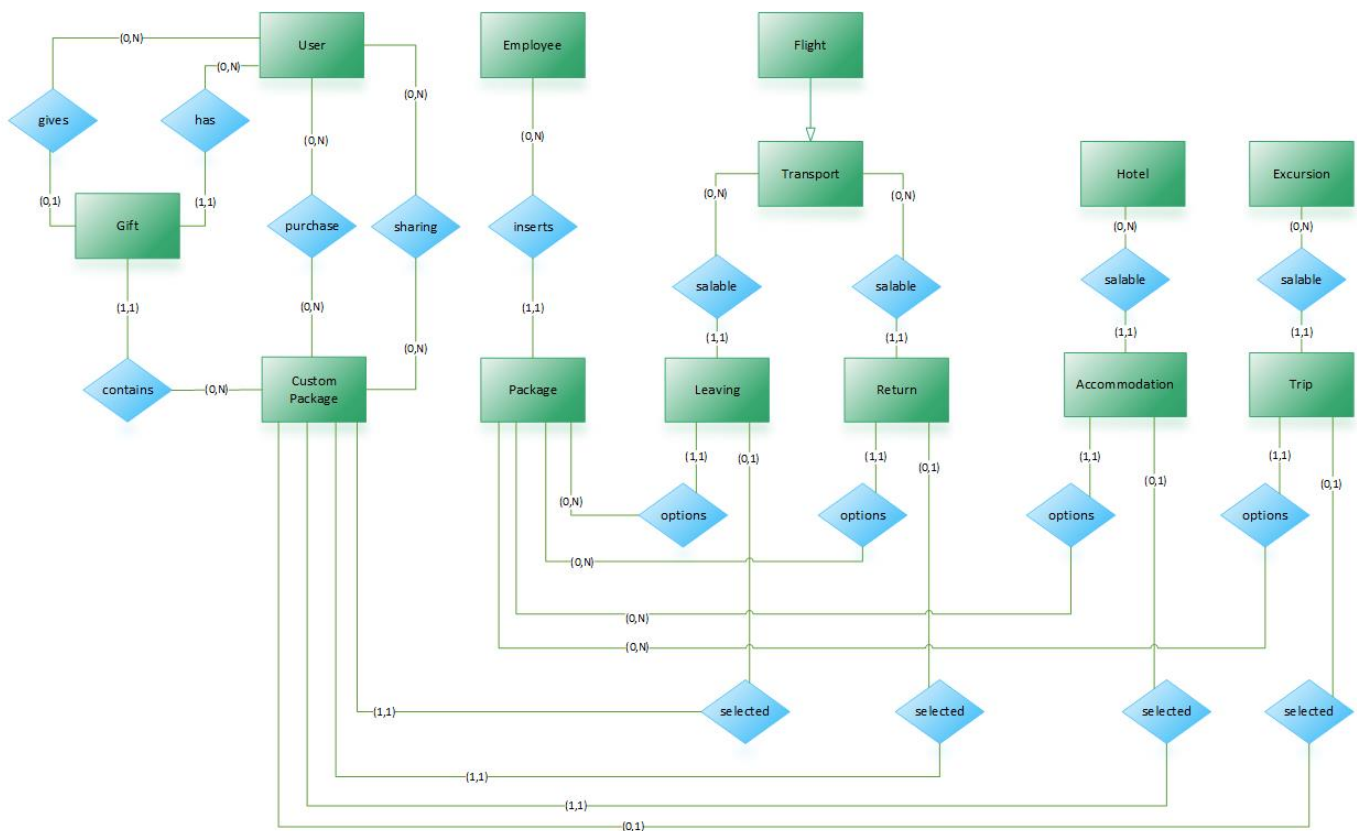 User
Employee
Flight
(0,N)
(0,N)
(0,N)
gives
has
(0,N)
(0,N)
Transport
Hotel
Excursion
(0,1)
(1,1)
(0,N)
(0,N)
Gift
purchase
sharing
inserts
(0,N)
(0,N)
salable
salable
salable
salable
(1,1)
(1,1)
(0,N)
(0,N)
(1,1)
(1,1)
(1,1)
(1,1)
contains
(0,N)
Custom
Package
Package
Leaving
Return
Accommodation
Trip
(1,1)
(0,1)
(1,1)
(0,1)
(1,1)
(0,1)
(1,1)
(0,1)
(0,N)
options
options
options
options
(0,N)
(0,N)
(0,N)
(1,1)
selected
selected
selected
selected
(1,1)
(1,1)
(0,1)